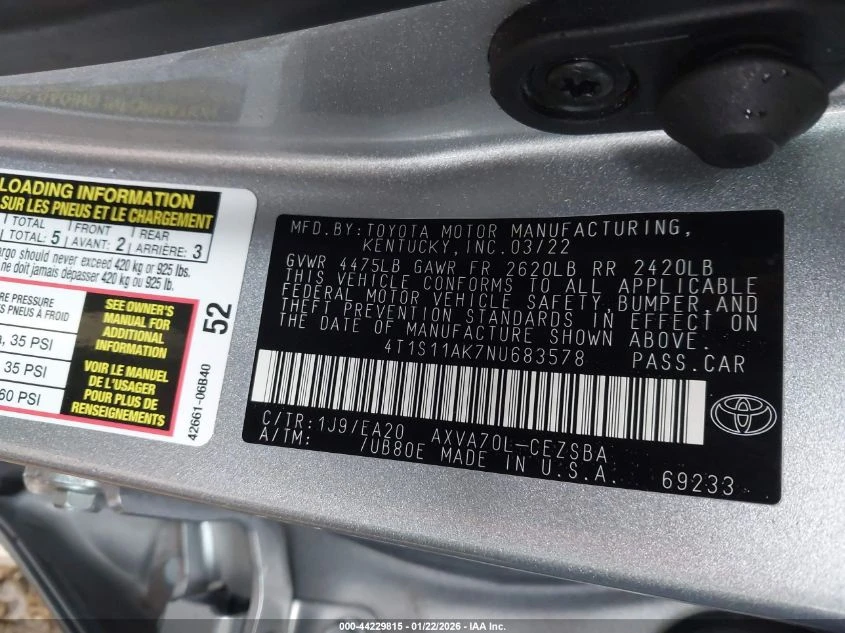 LOADING INFORMATION
SUR LES PNEUS ET LE CHARGEMENT
TOTAL FRONT REAR
TOTAL: 5 AVANT: 2 ARRIÈRE: 3
should never exceed 420 kg or 925 lbs.
ne doit jamais dépasser 420 kg ou 925 lb.
PRESSURE
PNEUS À FROID
35 PSI
35 PSI
60 PSI
SEE OWNER'S
MANUAL FOR
ADDITIONAL
INFORMATION
VOIR LE MANUEL
DE L'USAGER
POUR PLUS DE
RENSEIGNEMENTS
52
42661-06B40
MFD.BY:TOYOTA MOTOR MANUFACTURING,
KENTUCKY,INC.03/22
GVWR 4475LB GAWR FR 2620LB RR 2420LB
THIS VEHICLE CONFORMS TO ALL APPLICABLE
FEDERAL MOTOR VEHICLE SAFETY, BUMPER, AND
THEFT PREVENTION STANDARDS IN EFFECT ON
THE DATE OF MANUFACTURE SHOWN ABOVE.
4T1S11AK7NU683578 PASS.CAR
C/TR:1J9/EA20 AXVA70L-CEZSBA
A/TM: 7UB80E MADE IN U.S.A.
69233
000-44229815 - 01/22/2026 - IAA Inc.